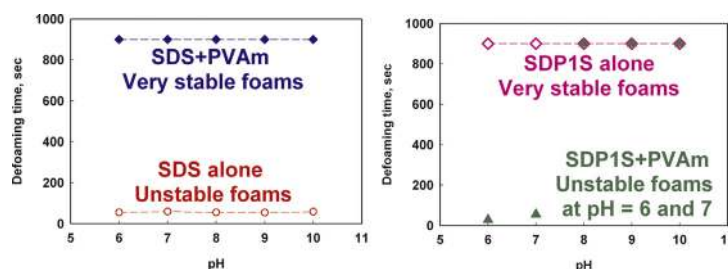 1000
800
600
400
200
0
Defoaming time, sec
SDS+PVAm
Very stable foams
SDS alone
Unstable foams
5 6 7 8 9 10 11
pH
1000
800
600
400
200
0
Defoaming time, sec
SDP1S alone
Very stable foams
SDP1S+PVAm
Unstable foams
at pH = 6 and 7
5 6 7 8 9 10 11
pH